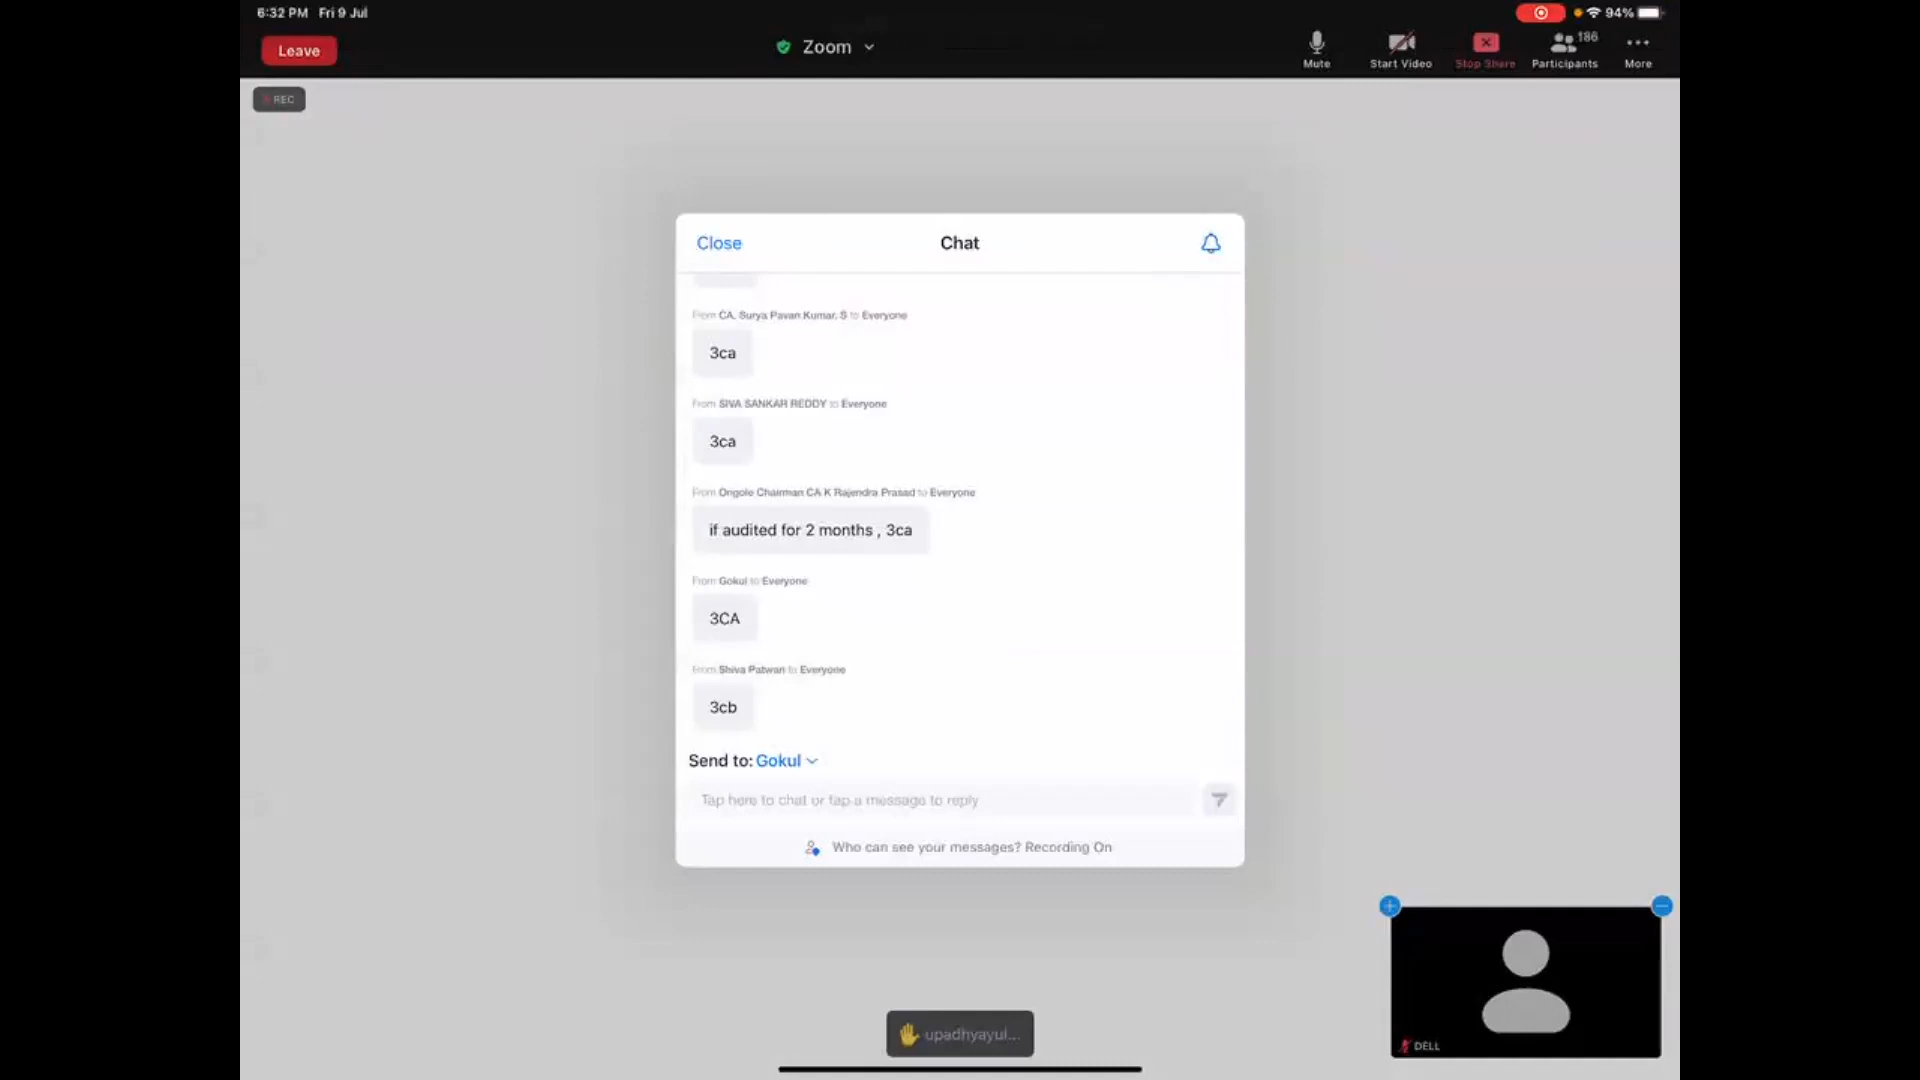 6:32 PM Fri 9 Jul
94%
Leave
Zoom
Mute
Start Video
Stop Share
186
Participants
More
REC
Close
Chat
From CA. Surya Pavan Kumar. S to Everyone
3ca
From SIVA SANKAR REDDY to Everyone
3ca
From Ongole Chairman CA K Rajendra Prasad to Everyone
if audited for 2 months , 3ca
From Gokul to Everyone
3CA
From Shiva Patwari to Everyone
3cb
Send to: Gokul
Tap here to chat or tap a message to reply
Who can see your messages? Recording On
upadhyayul...
DELL